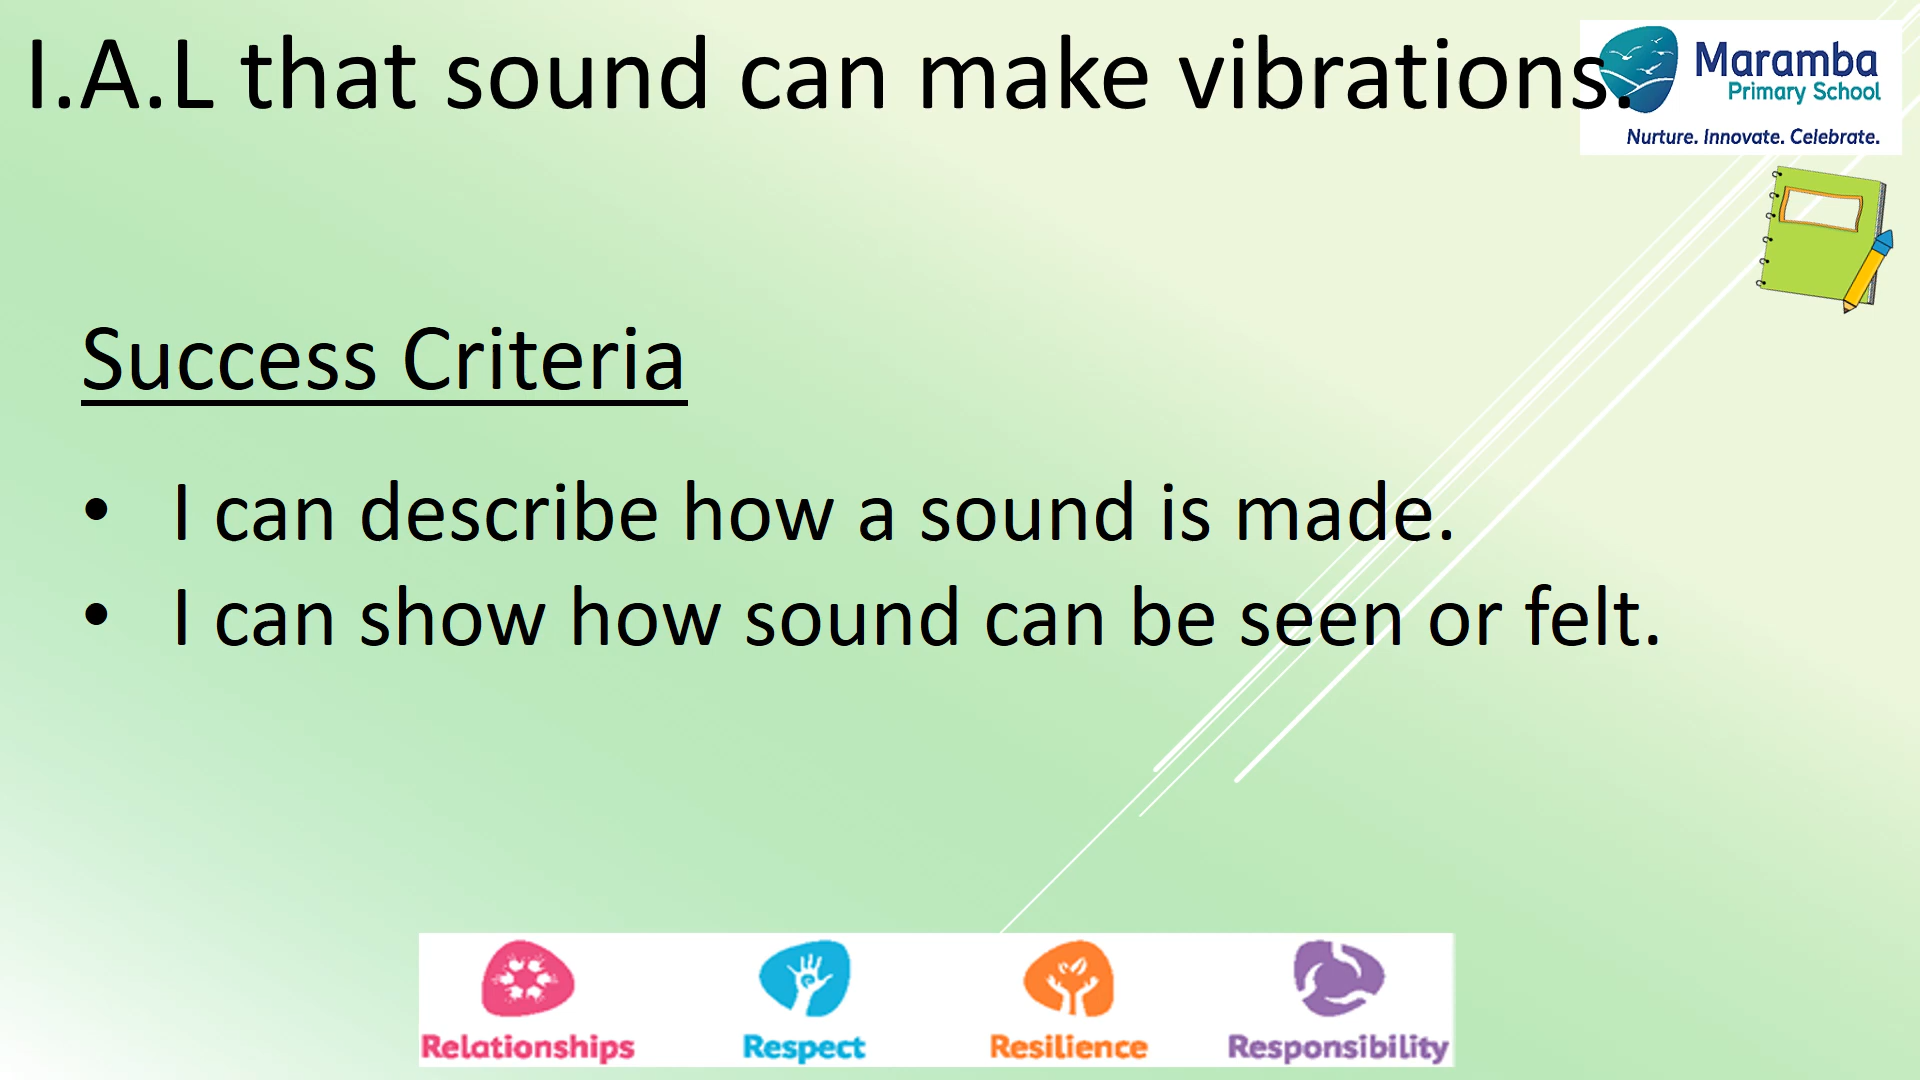 I.A.L that sound can make vibrations.
Maramba
Primary School
Nurture. Innovate. Celebrate.
Success Criteria
• I can describe how a sound is made.
• I can show how sound can be seen or felt.
Relationships Respect Resilience Responsibility